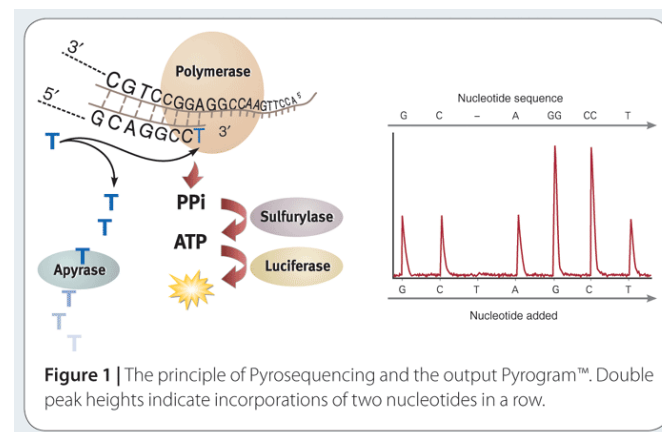 3′
CGTCCGGAGGCCAAGTTCCA 5′
Polymerase
5′
GCAGGCCT 3′
T
T
T
T
Apyrase
T
T
T
PPi
Sulfurylase
ATP
Luciferase
Nucleotide sequence
G C – A GG CC T
G C T A G C T
Nucleotide added
Figure 1 | The principle of Pyrosequencing and the output Pyrogram™. Double
peak heights indicate incorporations of two nucleotides in a row.